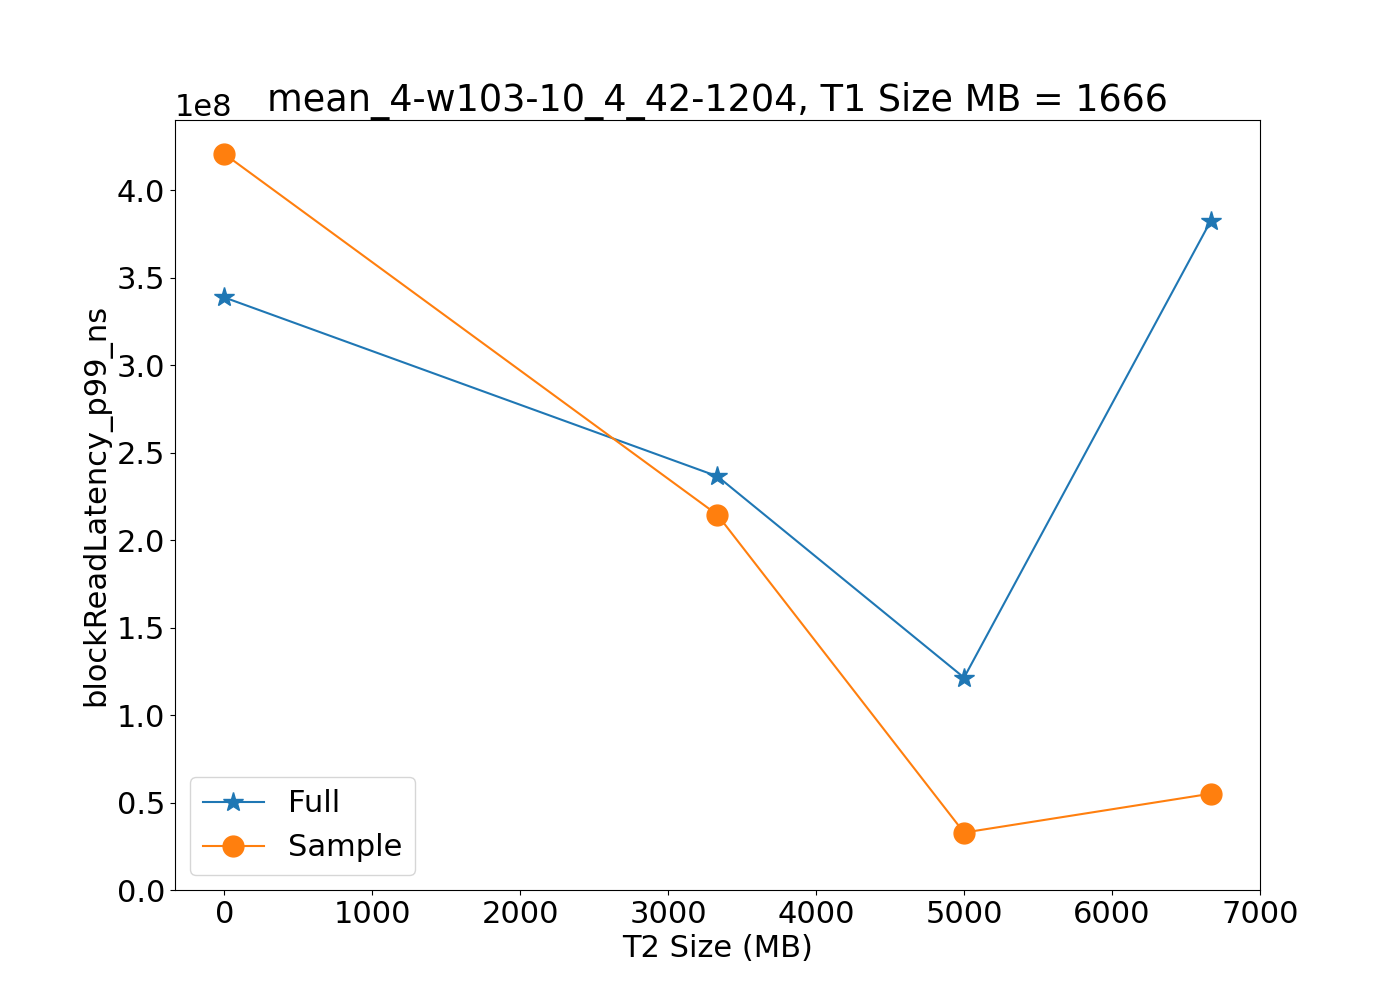 1e8
mean_4-w103-10_4_42-1204, T1 Size MB = 1666
blockReadLatency_p99_ns
4.0
3.5
3.0
2.5
2.0
1.5
1.0
0.5
0.0
Full
Sample
0 1000 2000 3000 4000 5000 6000 7000
T2 Size (MB)